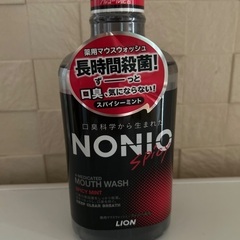 薬用マウスウォッシュ
長時間殺菌!
ず――っと
口臭、気にならない!
スパイシーミント
口臭科学から生まれた
NONIO
Spicy
MEDICATED
MOUTH WASH
SPICY MINT
LION